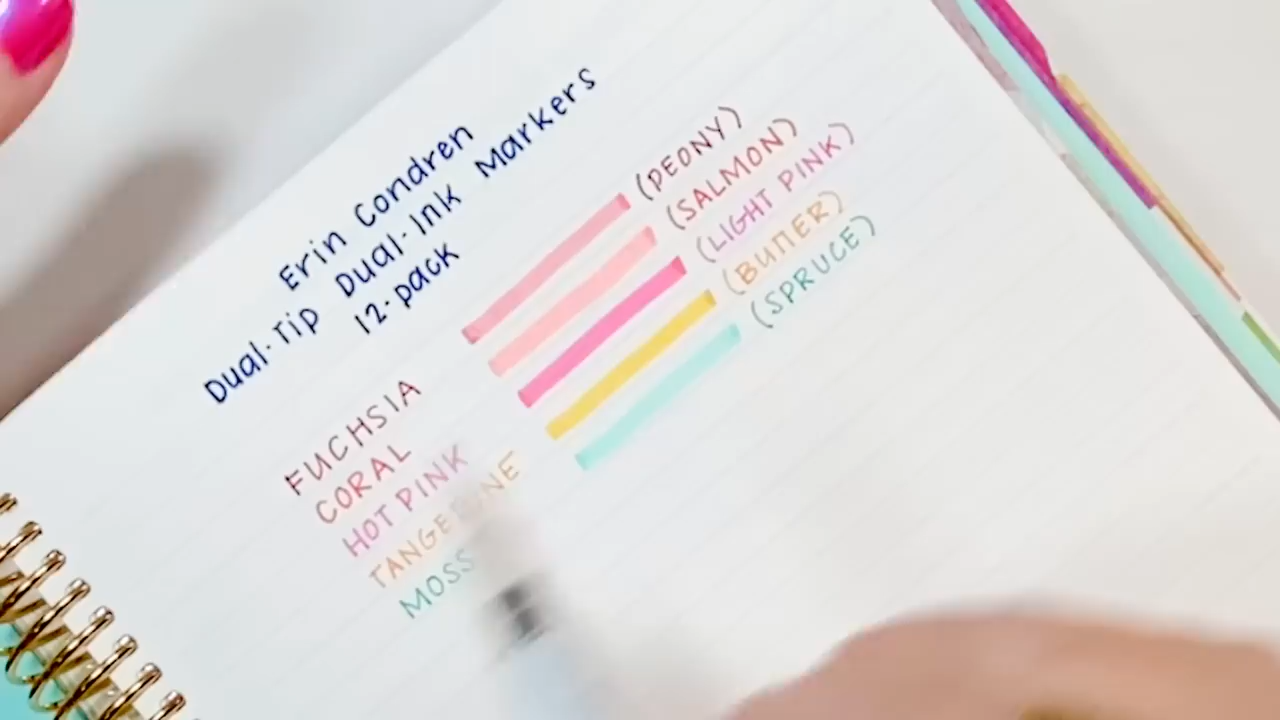 Erin Condren
Dual-Tip Dual-Ink Markers
12-pack
FUCHSIA (PEONY)
CORAL (SALMON)
HOT PINK (LIGHT PINK)
TANGERINE (BUTTER)
MOSS (SPRUCE)